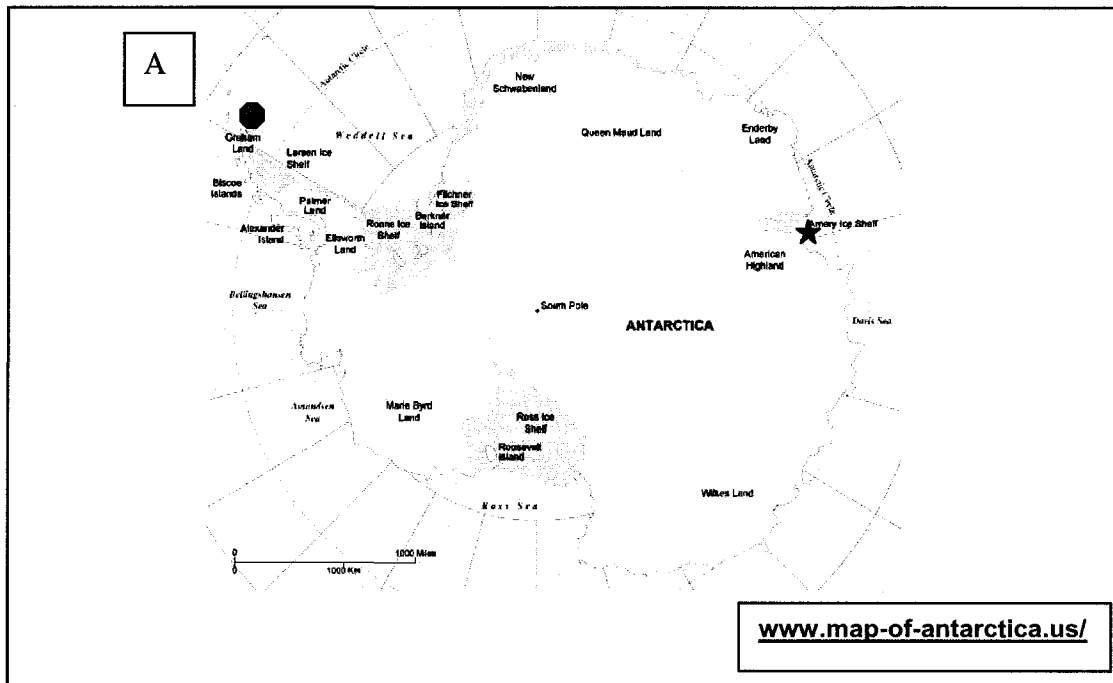 A
Antarctic Circle
New
Schwabenland
Queen Maud Land
Enderby
Land
Weddell Sea
Graham
Land
Larsen Ice
Shelf
Antarctic Circle
Biscoe
Islands
Palmer
Land
Filchner
Ice Shelf
Berkner
Island
Ronne Ice
Shelf
Alexander
Island
Ellsworth
Land
Amery Ice Shelf
American
Highland
Bellingshausen
Sea
South Pole
ANTARCTICA
Davis Sea
Amundsen
Sea
Marie Byrd
Land
Ross Ice
Shelf
Roosevelt
Island
Wilkes Land
Ross Sea
0 1000 Miles
0 1000 KM
www.map-of-antarctica.us/